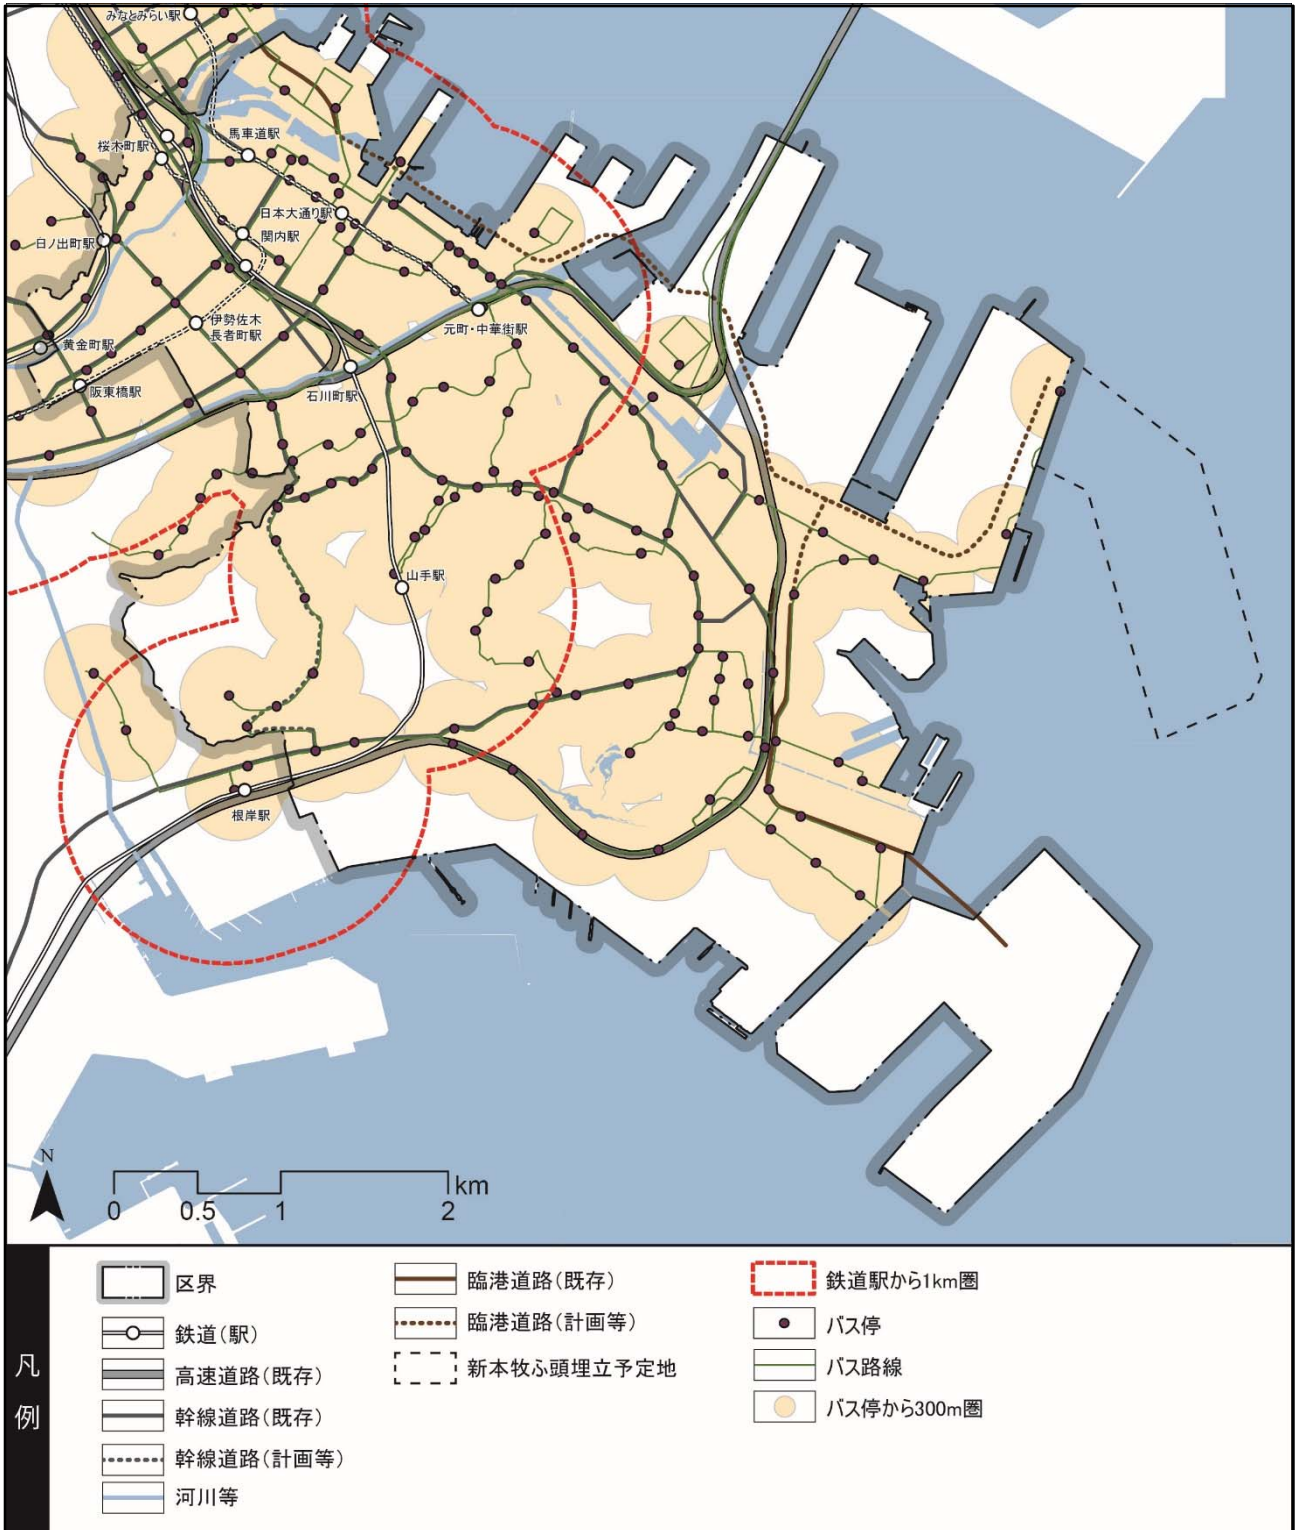 みなとみらい駅
馬車道駅
桜木町駅
日本大通り駅
関内駅
日ノ出町駅
伊勢佐木
長者町駅
元町・中華街駅
黄金町駅
阪東橋駅
石川町駅
山手駅
根岸駅
N
0 0.5 1 2 km
凡例
区界
鉄道(駅)
高速道路(既存)
幹線道路(既存)
幹線道路(計画等)
河川等
臨港道路(既存)
臨港道路(計画等)
新本牧ふ頭埋立予定地
鉄道駅から1km圏
バス停
バス路線
バス停から300m圏